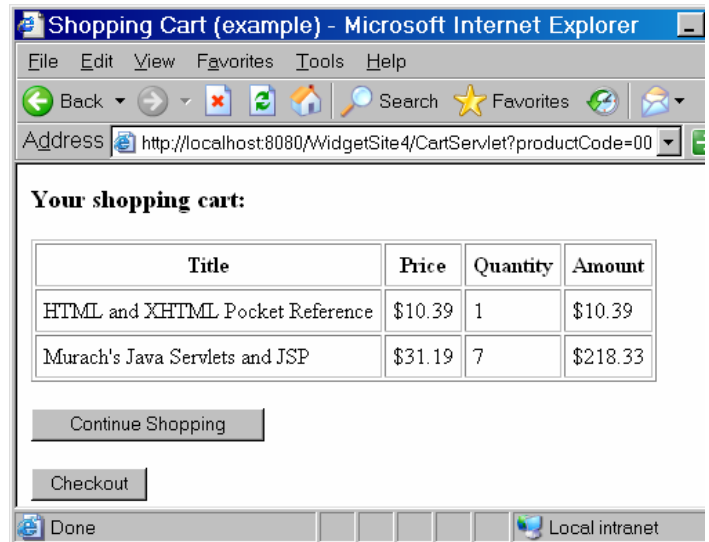 Shopping Cart (example) - Microsoft Internet Explorer
File Edit View Favorites Tools Help
Back Search Favorites
Address http://localhost:8080/WidgetSite4/CartServlet?productCode=00
Your shopping cart:
Title Price Quantity Amount
HTML and XHTML Pocket Reference $10.39 1 $10.39
Murach's Java Servlets and JSP $31.19 7 $218.33
Continue Shopping
Checkout
Done Local intranet